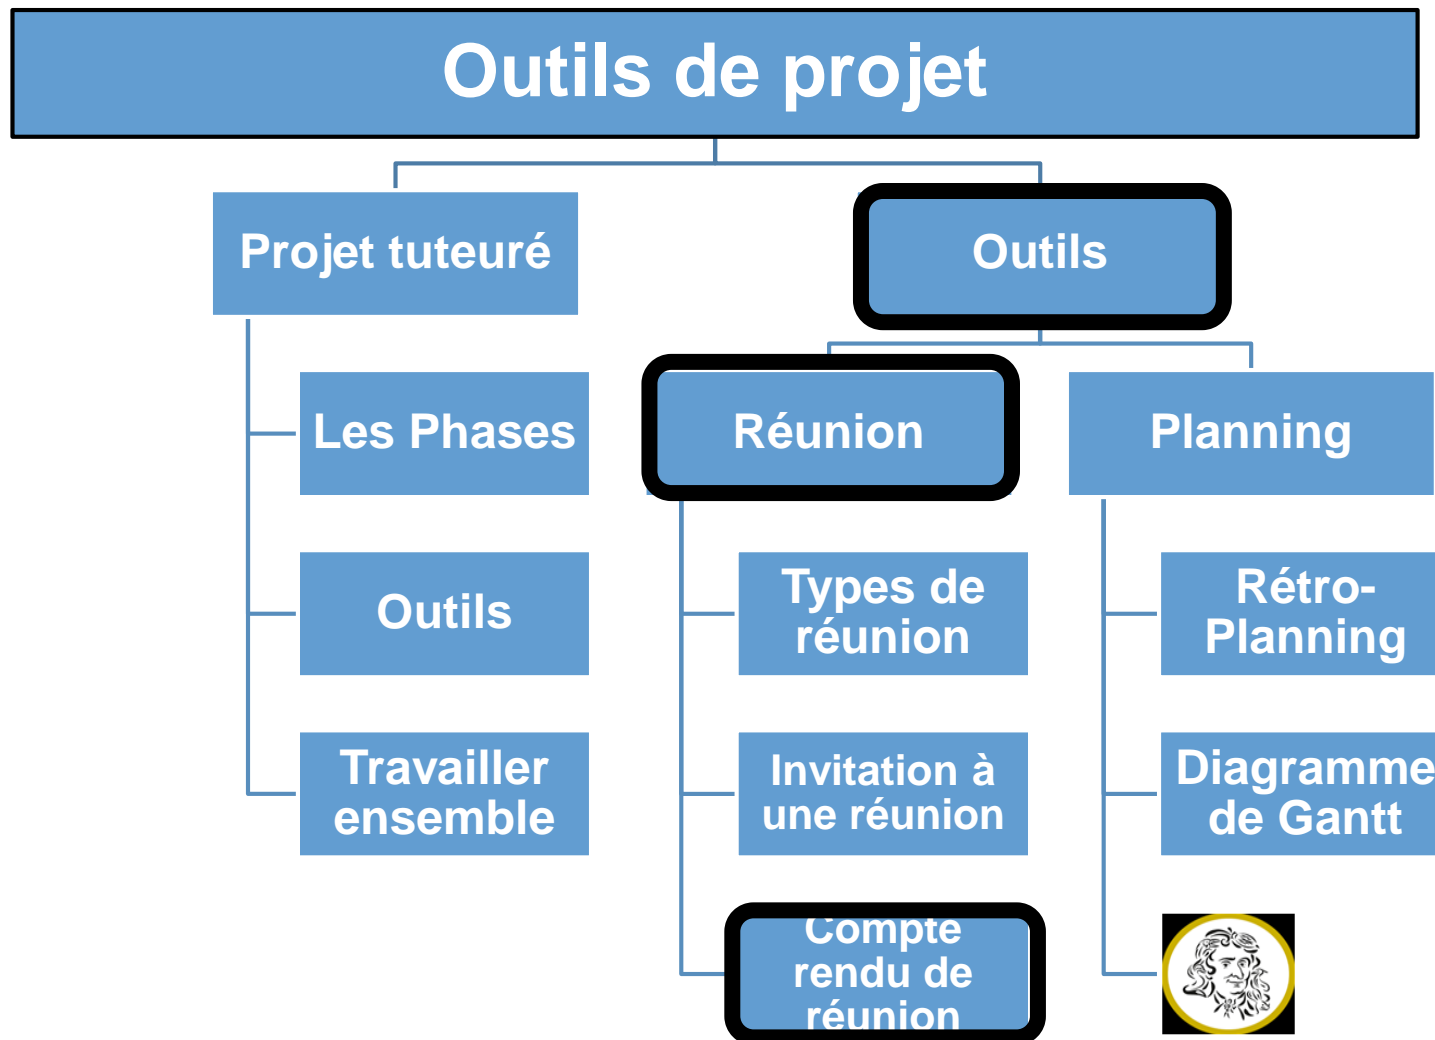 Outils de projet
Projet tuteuré
Outils
Les Phases
Réunion
Planning
Outils
Types de
réunion
Rétro-
Planning
Travailler
ensemble
Invitation à
une réunion
Diagramme
de Gantt
Compte
rendu de
réunion